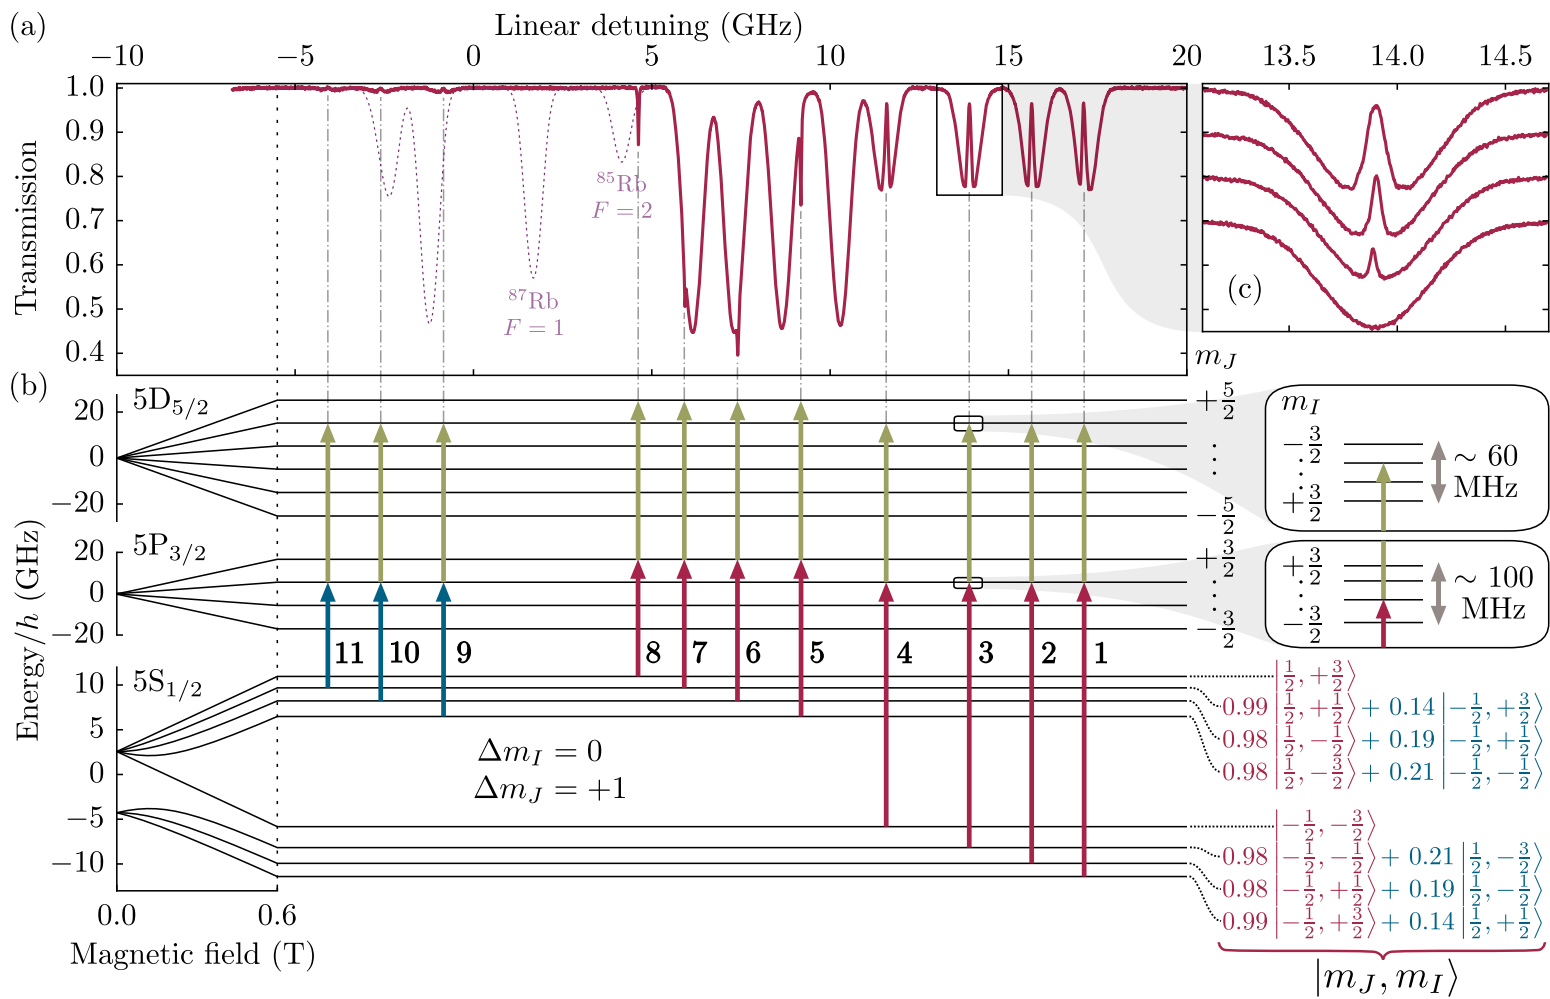 (a)
Linear detuning (GHz)
−10 −5 0 5 10 15 20 13.5 14.0 14.5
1.0
0.9
0.8
0.7
0.6
0.5
0.4
Transmission
⁸⁵Rb
F = 2
⁸⁷Rb
F = 1
(c)
(b)
m_J
5D₅/₂
20
0
−20
+5/2
⋮
−5/2
m_I
−3/2
⋮
+3/2
∼ 60
MHz
5P₃/₂
20
0
−20
+3/2
⋮
−3/2
+3/2
⋮
−3/2
∼ 100
MHz
11 10 9 8 7 6 5 4 3 2 1
Energy/h (GHz)
5S₁/₂
10
5
0
−5
−10
Δm_I = 0
Δm_J = +1
|1/2, +3/2⟩
0.99 |1/2, +1/2⟩ + 0.14 |−1/2, +3/2⟩
0.98 |1/2, −1/2⟩ + 0.19 |−1/2, +1/2⟩
0.98 |1/2, −3/2⟩ + 0.21 |−1/2, −1/2⟩
|−1/2, −3/2⟩
0.98 |−1/2, −1/2⟩ + 0.21 |1/2, −3/2⟩
0.98 |−1/2, +1/2⟩ + 0.19 |1/2, −1/2⟩
0.99 |−1/2, +3/2⟩ + 0.14 |1/2, +1/2⟩
|m_J, m_I⟩
0.0 0.6
Magnetic field (T)